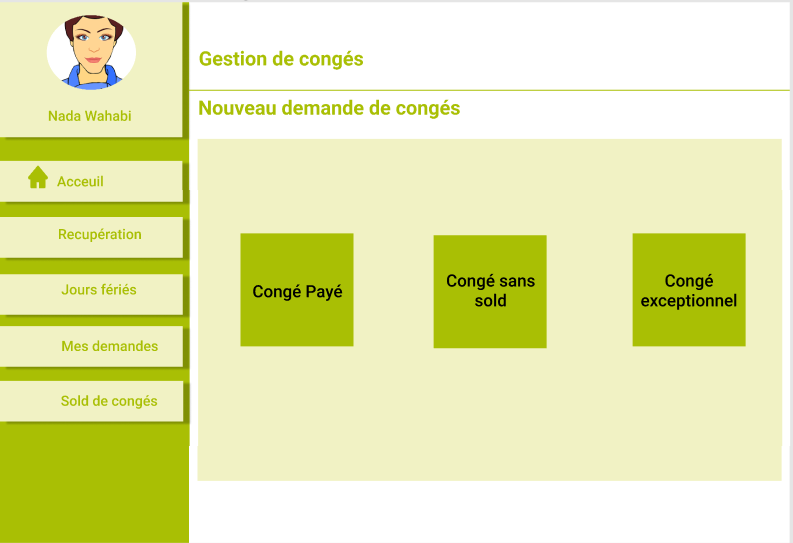 Nada Wahabi
Acceuil
Recupération
Jours fériés
Mes demandes
Sold de congés
Gestion de congés
Nouveau demande de congés
Congé Payé
Congé sans
sold
Congé
exceptionnel